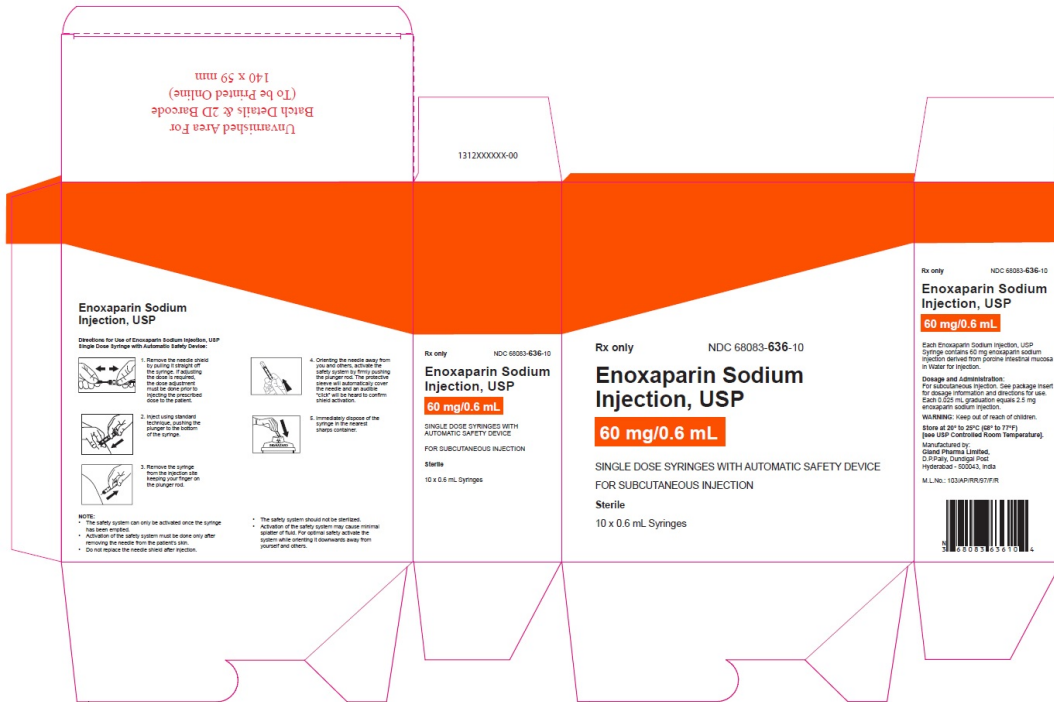 Unvarnished Area For
Batch Details & 2D Barcode
(To be Printed Online)
140 x 59 mm
1312XXXXXX-00
Enoxaparin Sodium
Injection, USP
Directions for Use of Enoxaparin Sodium Injection, USP
Single Dose Syringe with Automatic Safety Devise:
1. Remove the needle shield
by pulling it straight off
the syringe. If adjusting
the dose is required,
the dose adjustment
must be done prior to
injecting the prescribed
dose to the patient.
2. Inject using standard
technique, pushing the
plunger to the bottom
of the syringe.
3. Remove the syringe
from the injection site
keeping your finger on
the plunger rod.
4. Orienting the needle away from
you and others, activate the
safety system by firmly pushing
the plunger rod. The protective
sleeve will automatically cover
the needle and an audible
"click" will be heard to confirm
shield activation.
5. Immediately dispose of the
syringe in the nearest
sharps container.
NOTE:
• The safety system can only be activated once the syringe
has been emptied.
• Activation of the safety system must be done only after
removing the needle from the patient's skin.
• Do not replace the needle shield after injection.
• The safety system should not be sterilized.
• Activation of the safety system may cause minimal
splatter of fluid. For optimal safety activate the
system while orienting it downwards away from
yourself and others.
Rx only NDC 68083-636-10
Enoxaparin Sodium
Injection, USP
60 mg/0.6 mL
SINGLE DOSE SYRINGES WITH
AUTOMATIC SAFETY DEVICE
FOR SUBCUTANEOUS INJECTION
Sterile
10 x 0.6 mL Syringes
Rx only NDC 68083-636-10
Enoxaparin Sodium
Injection, USP
60 mg/0.6 mL
SINGLE DOSE SYRINGES WITH AUTOMATIC SAFETY DEVICE
FOR SUBCUTANEOUS INJECTION
Sterile
10 x 0.6 mL Syringes
Rx only NDC 68083-636-10
Enoxaparin Sodium
Injection, USP
60 mg/0.6 mL
Each Enoxaparin Sodium Injection, USP
Syringe contains 60 mg enoxaparin sodium
injection derived from porcine intestinal mucosa
in Water for Injection.
Dosage and Administration:
For subcutaneous injection. See package insert
for dosage information and directions for use.
Each 0.025 mL graduation equals 2.5 mg
enoxaparin sodium injection.
WARNING: Keep out of reach of children.
Store at 20° to 25°C (68° to 77°F)
[see USP Controlled Room Temperature].
Manufactured by:
Gland Pharma Limited,
D.P.Pally, Dundigal Post
Hyderabad - 500043, India
M.L.No.: 103/AP/RR/97/F/R
N
3 68083 63610 4